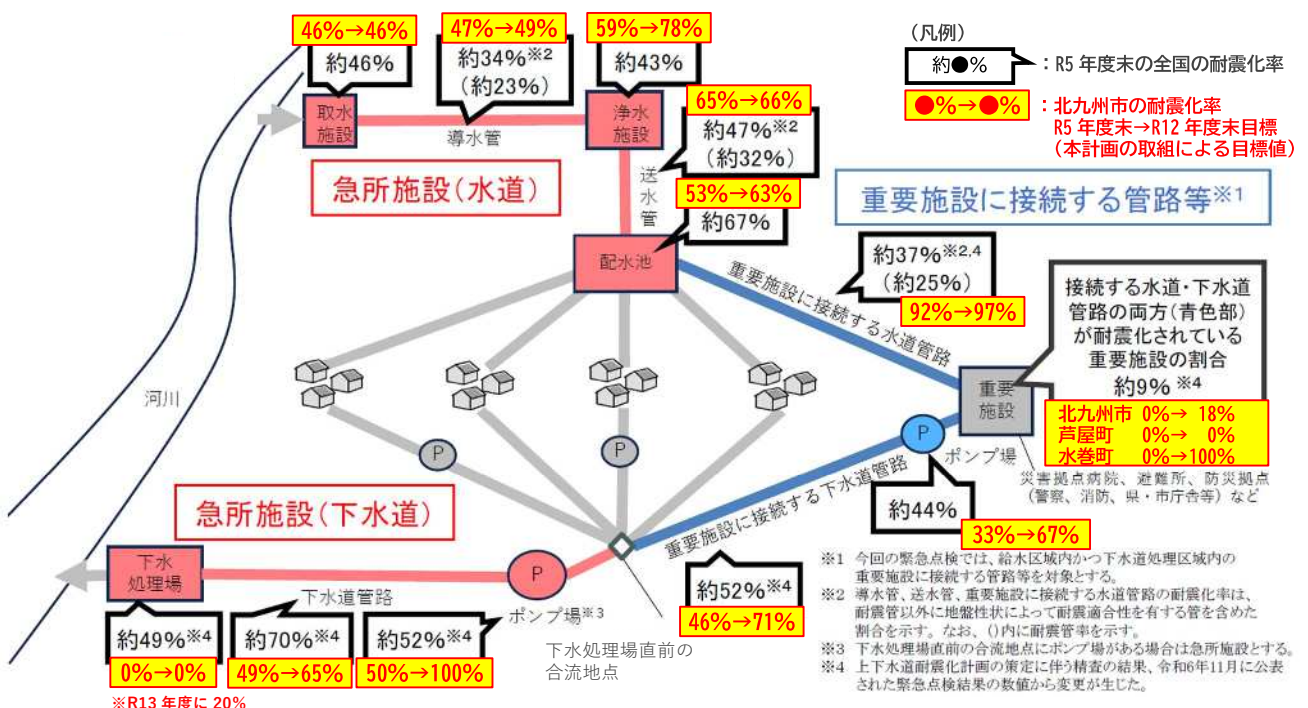 46%→46%
約46%
47%→49%
約34%※2
(約23%)
59%→78%
約43%
(凡例)
約●%
：R5 年度末の全国の耐震化率
●%→●%
：北九州市の耐震化率
R5 年度末→R12 年度末目標
(本計画の取組による目標値)
取水
施設
導水管
浄水
施設
65%→66%
約47%※2
(約32%)
送水管
急所施設(水道)
53%→63%
約67%
重要施設に接続する管路等※1
配水池
約37%※2,4
(約25%)
92%→97%
重要施設に接続する水道管路
接続する水道・下水道
管路の両方(青色部)
が耐震化されている
重要施設の割合
約9% ※4
北九州市 0%→ 18%
芦屋町 0%→ 0%
水巻町 0%→100%
河川
重要
施設
P
P
P
ポンプ場
災害拠点病院、避難所、防災拠点
(警察、消防、県・市庁舎等)など
重要施設に接続する下水道管路
約44%
33%→67%
急所施設(下水道)
下水
処理場
下水道管路
P
ポンプ場※3
下水処理場直前の
合流地点
約49%※4
0%→0%
※R13 年度に 20%
約70%※4
49%→65%
約52%※4
50%→100%
約52%※4
46%→71%
※1 今回の緊急点検では、給水区域内かつ下水道処理区域内の
重要施設に接続する管路等を対象とする。
※2 導水管、送水管、重要施設に接続する水道管路の耐震化率は、
耐震管以外に地盤性状によって耐震適合性を有する管を含めた
割合を示す。なお、()内に耐震管率を示す。
※3 下水処理場直前の合流地点にポンプ場がある場合は急所施設とする。
※4 上下水道耐震化計画の策定に伴う精査の結果、令和6年11月に公表
された緊急点検結果の数値から変更が生じた。